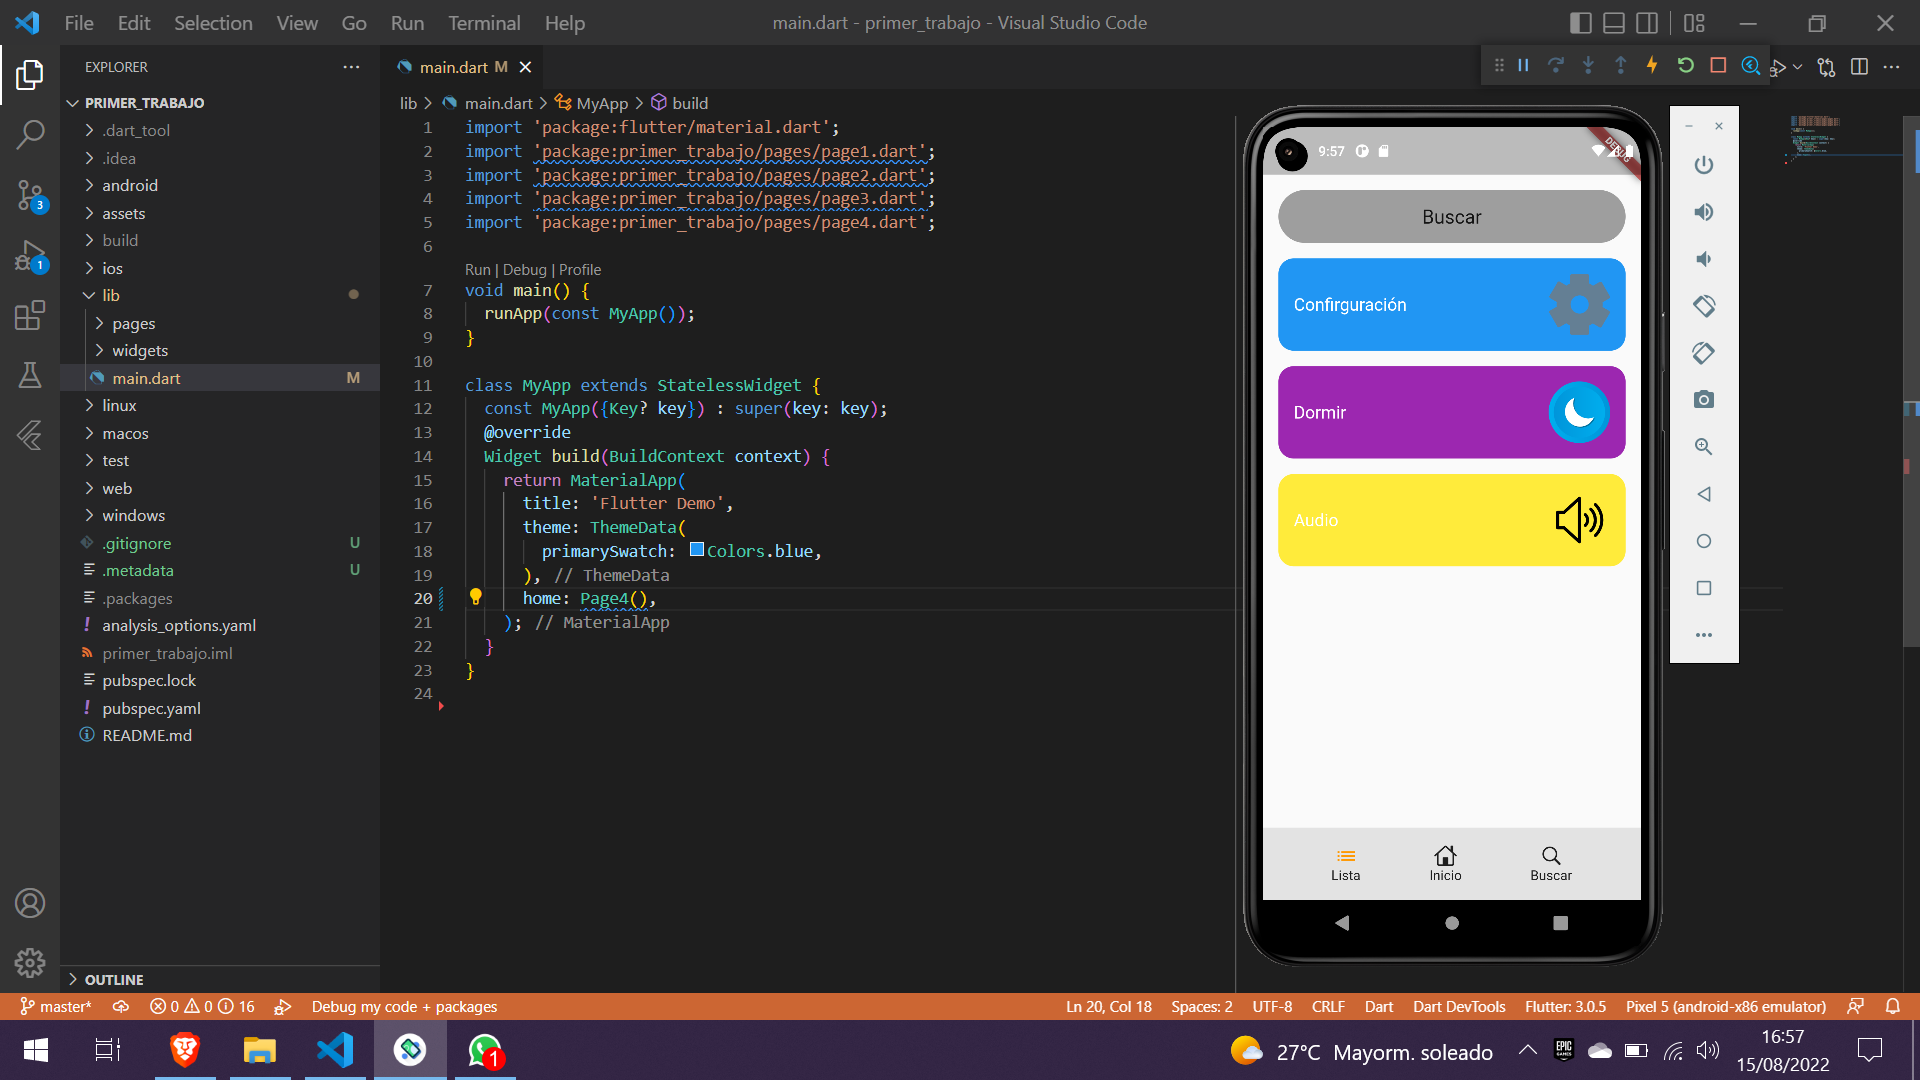 File Edit Selection View Go Run Terminal Help
main.dart - primer_trabajo - Visual Studio Code
EXPLORER
PRIMER_TRABAJO
.dart_tool
.idea
android
assets
build
ios
lib
pages
widgets
main.dart M
linux
macos
test
web
windows
.gitignore U
.metadata U
.packages
analysis_options.yaml
primer_trabajo.iml
pubspec.lock
pubspec.yaml
README.md
OUTLINE
3
1
main.dart M
lib > main.dart > MyApp > build
1 import 'package:flutter/material.dart';
2 import 'package:primer_trabajo/pages/page1.dart';
3 import 'package:primer_trabajo/pages/page2.dart';
4 import 'package:primer_trabajo/pages/page3.dart';
5 import 'package:primer_trabajo/pages/page4.dart';
6
Run | Debug | Profile
7 void main() {
8 runApp(const MyApp());
9 }
10
11 class MyApp extends StatelessWidget {
12 const MyApp({Key? key}) : super(key: key);
13 @override
14 Widget build(BuildContext context) {
15 return MaterialApp(
16 title: 'Flutter Demo',
17 theme: ThemeData(
18 primarySwatch: Colors.blue,
19 ), // ThemeData
20 home: Page4(),
21 ); // MaterialApp
22 }
23 }
24
9:57
DEBUG
Buscar
Confirguración
Dormir
Audio
Lista Inicio Buscar
master* 0 0 16 Debug my code + packages
Ln 20, Col 18 Spaces: 2 UTF-8 CRLF Dart Dart DevTools Flutter: 3.0.5 Pixel 5 (android-x86 emulator)
1
27°C Mayorm. soleado
EPIC GAMES
16:57
15/08/2022